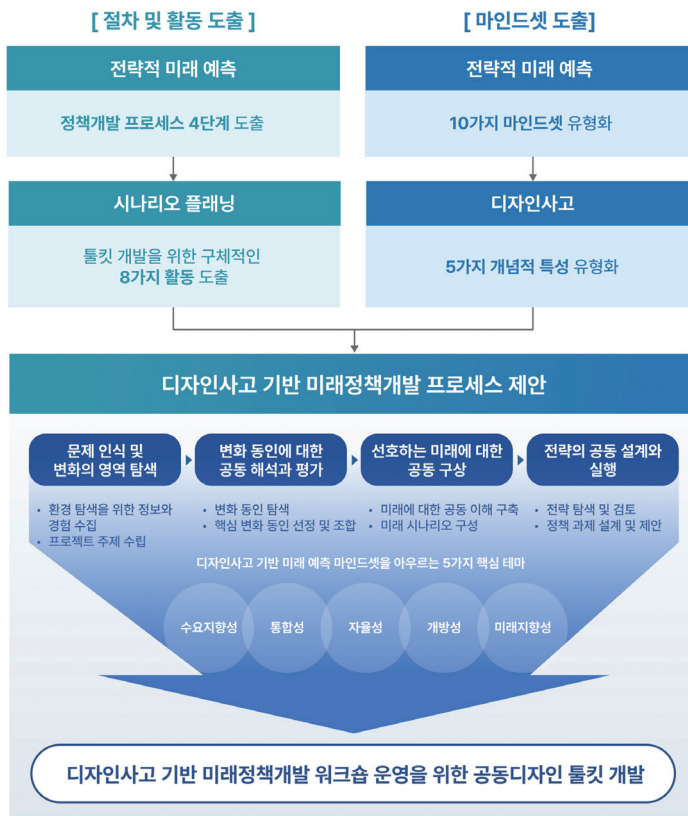 [ 절차 및 활동 도출 ]
전략적 미래 예측
정책개발 프로세스 4단계 도출
시나리오 플래닝
툴킷 개발을 위한 구체적인
8가지 활동 도출
[ 마인드셋 도출]
전략적 미래 예측
10가지 마인드셋 유형화
디자인사고
5가지 개념적 특성 유형화
디자인사고 기반 미래정책개발 프로세스 제안
문제 인식 및
변화의 영역 탐색
변화 동인에 대한
공동 해석과 평가
선호하는 미래에 대한
공동 구상
전략의 공동 설계와
실행
• 환경 탐색을 위한 정보와
경험 수집
• 프로젝트 주제 수립
• 변화 동인 탐색
• 핵심 변화 동인 선정 및 조합
• 미래에 대한 공동 이해 구축
• 미래 시나리오 구성
• 전략 탐색 및 검토
• 정책 과제 설계 및 제안
디자인사고 기반 미래 예측 마인드셋을 아우르는 5가지 핵심 테마
수요지향성
통합성
자율성
개방성
미래지향성
디자인사고 기반 미래정책개발 워크숍 운영을 위한 공동디자인 툴킷 개발